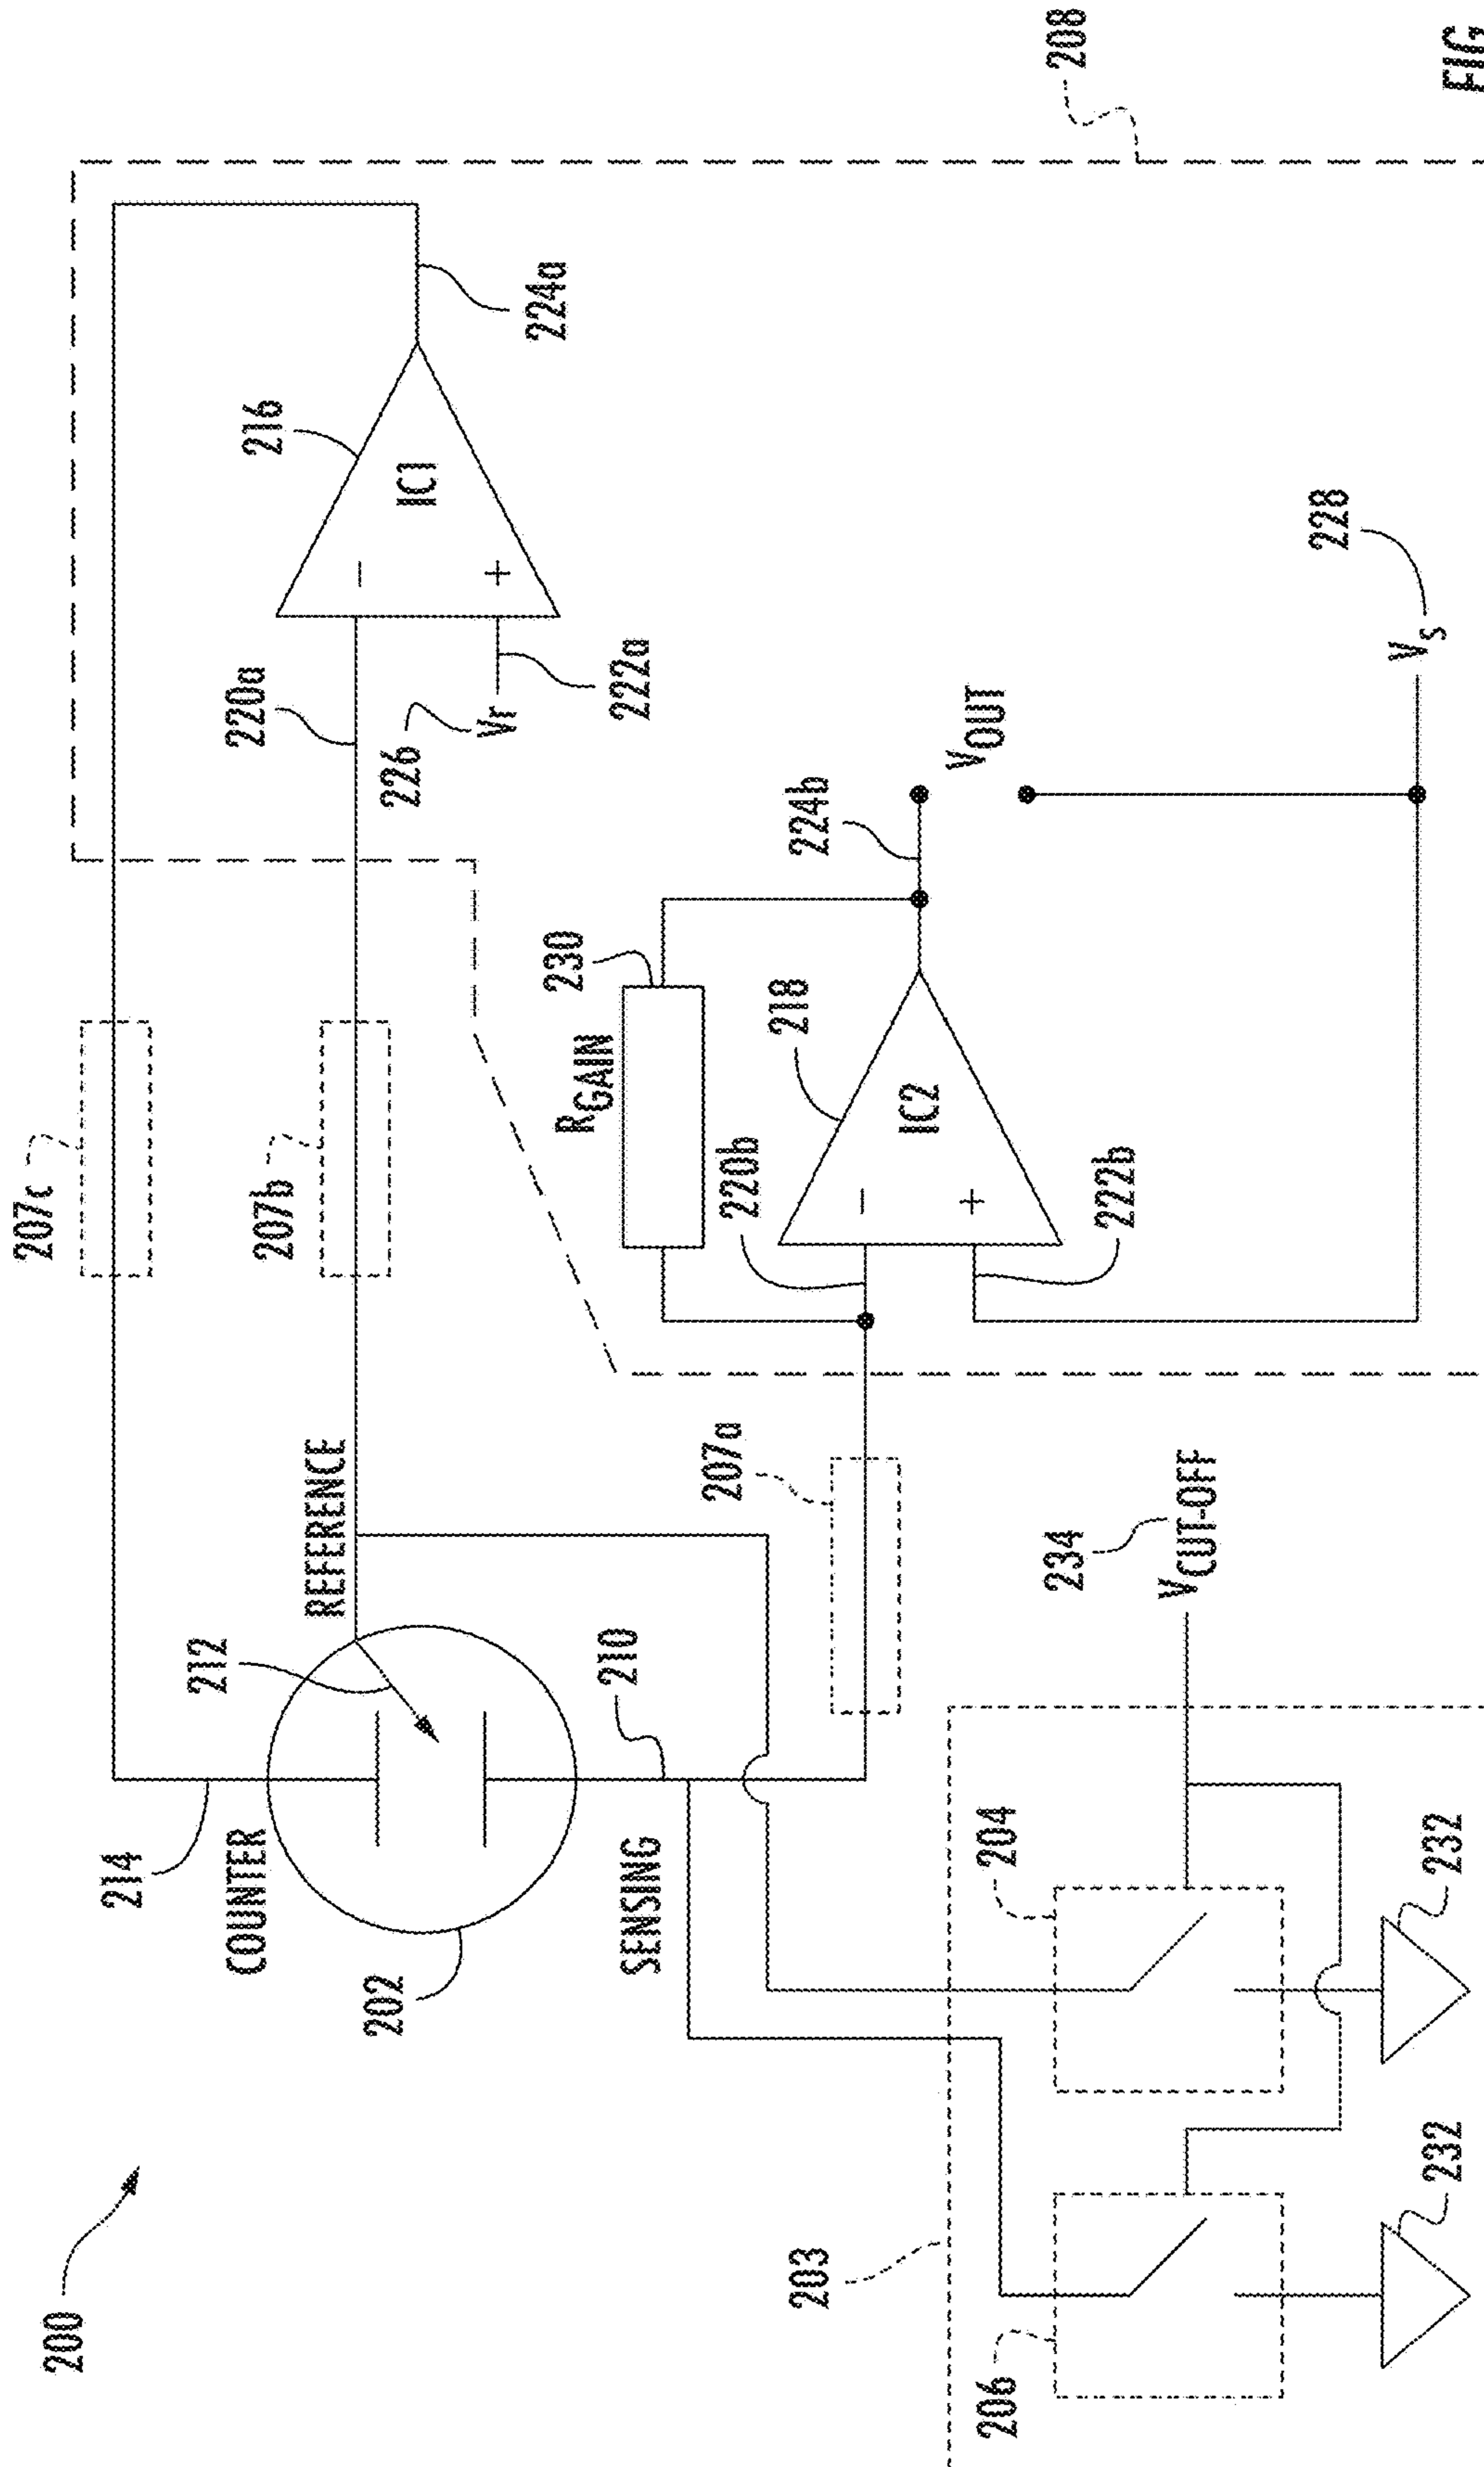 200
214
COUNTER
202
212
REFERENCE
SENSING
210
207c
207b
207a
220a
226
Vr
222a
216
IC1
−
+
224a
208
RGAIN
230
220b
218
IC2
−
+
222b
224b
VOUT
VS
228
203
206
204
234
VCUT-OFF
232
232
FIG